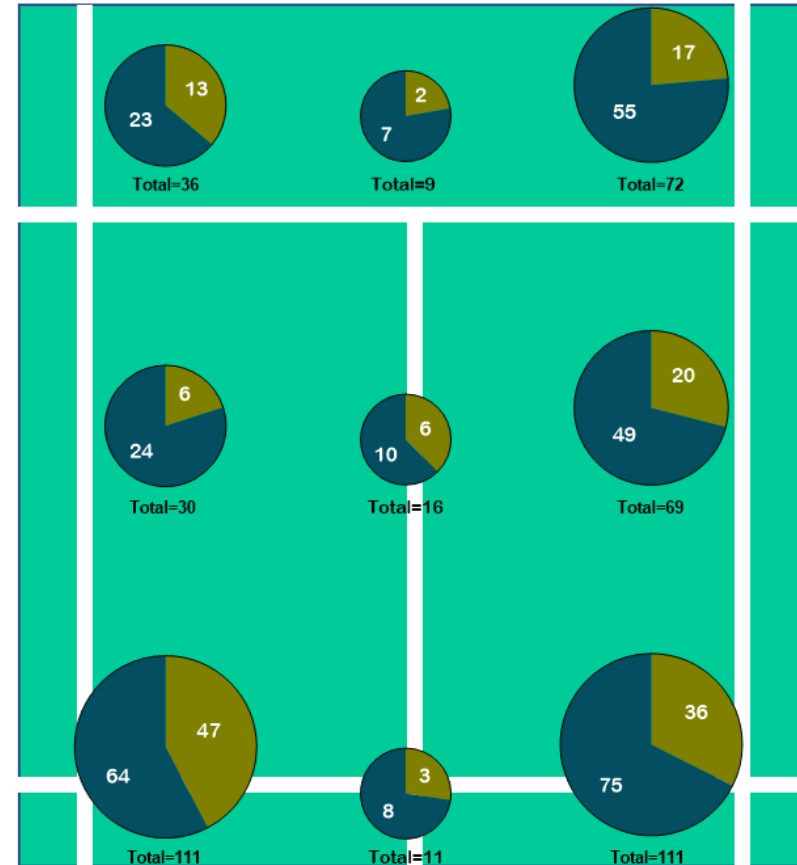 13 2 17
23 7 55
Total=36 Total=9 Total=72
6 6 20
24 10 49
Total=30 Total=16 Total=69
47 3 36
64 8 75
Total=111 Total=11 Total=111